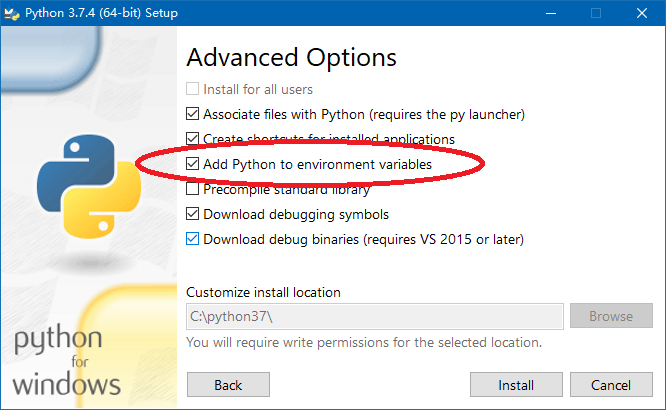 Python 3.7.4 (64-bit) Setup
Advanced Options
Install for all users
Associate files with Python (requires the py launcher)
Create shortcuts for installed applications
Add Python to environment variables
Precompile standard library
Download debugging symbols
Download debug binaries (requires VS 2015 or later)
Customize install location
C:\python37\
Browse
You will require write permissions for the selected location.
python
for
windows
Back
Install
Cancel